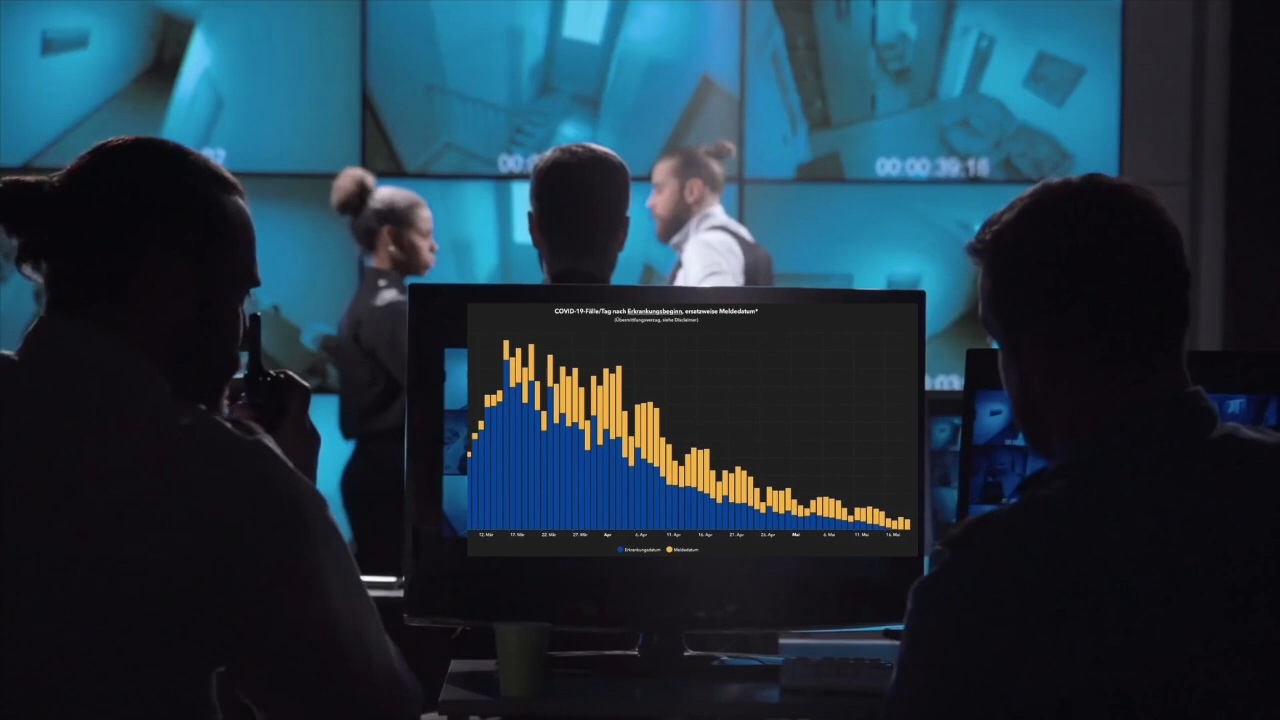 00:00:39:16
COVID-19-Fälle/Tag nach Erkrankungsbeginn, ersatzweise Meldedatum*
(Übermittlungsverzug, siehe Disclaimer)
12. Mär 17. Mär 22. Mär 27. Mär Apr 6. Apr 11. Apr 16. Apr 21. Apr 26. Apr Mai 6. Mai 11. Mai 16. Mai
Erkrankungsdatum Meldedatum